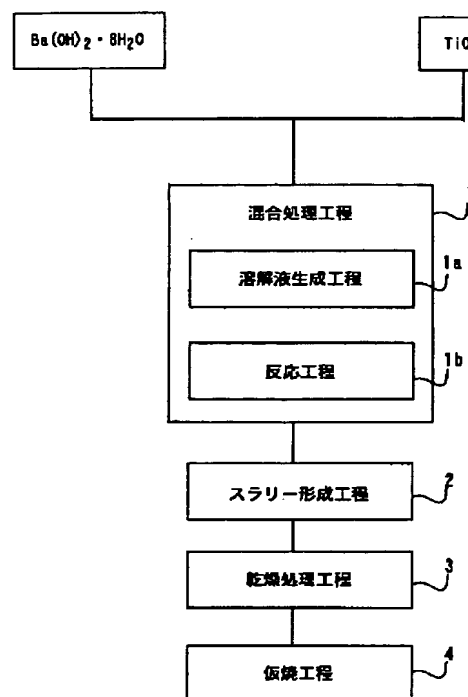 Ba(OH)2・8H2O
TiO
混合処理工程
1a
溶解液生成工程
1b
反応工程
2
スラリー形成工程
3
乾燥処理工程
4
仮焼工程